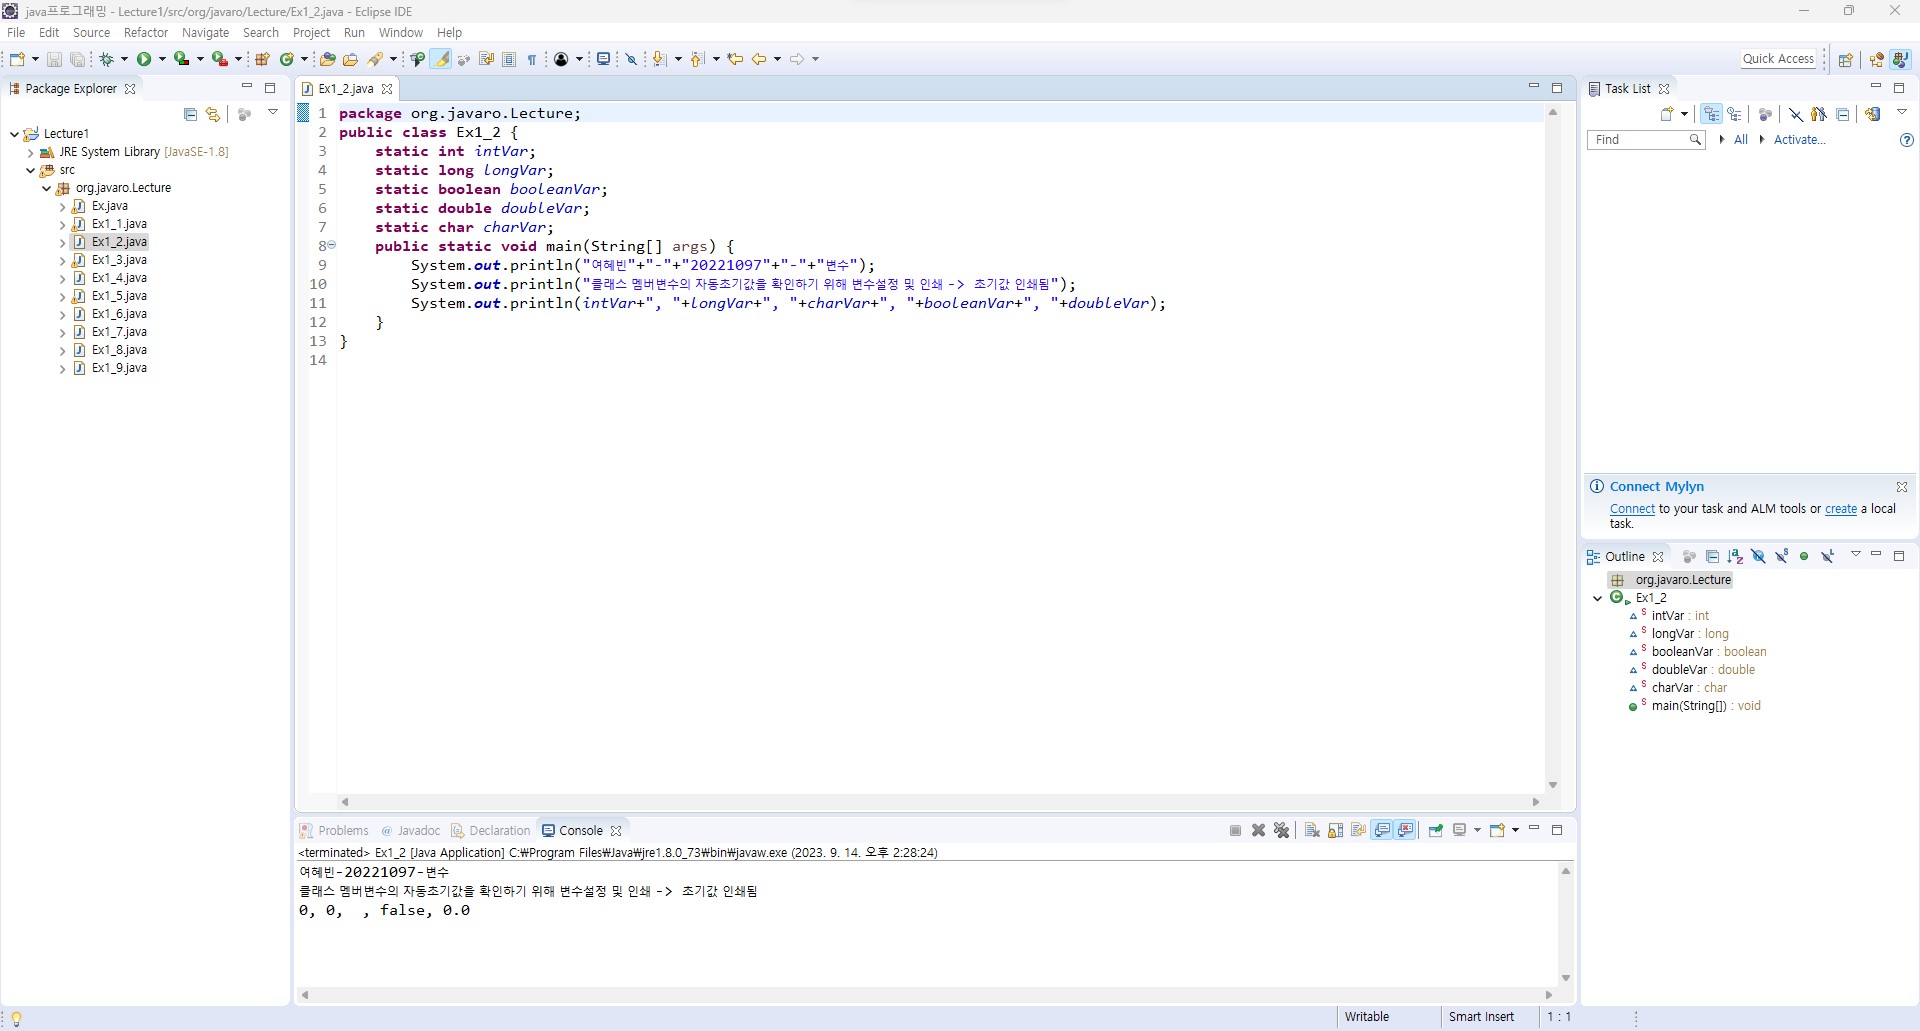 java프로그래밍 - Lecture1/src/org/javaro/Lecture/Ex1_2.java - Eclipse IDE
File Edit Source Refactor Navigate Search Project Run Window Help
Quick Access
Package Explorer
Lecture1
JRE System Library [JavaSE-1.8]
src
org.javaro.Lecture
Ex.java
Ex1_1.java
Ex1_2.java
Ex1_3.java
Ex1_4.java
Ex1_5.java
Ex1_6.java
Ex1_7.java
Ex1_8.java
Ex1_9.java
Ex1_2.java
1 package org.javaro.Lecture;
2 public class Ex1_2 {
3 static int intVar;
4 static long longVar;
5 static boolean booleanVar;
6 static double doubleVar;
7 static char charVar;
8 public static void main(String[] args) {
9 System.out.println("여혜빈"+"-"+"20221097"+"-"+"변수");
10 System.out.println("클래스 멤버변수의 자동초기값을 확인하기 위해 변수설정 및 인쇄 -> 초기값 인쇄됨");
11 System.out.println(intVar+", "+longVar+", "+charVar+", "+booleanVar+", "+doubleVar);
12 }
13 }
14
Problems @ Javadoc Declaration Console
<terminated> Ex1_2 [Java Application] C:₩Program Files₩Java₩jre1.8.0_73₩bin₩javaw.exe (2023. 9. 14. 오후 2:28:24)
여혜빈-20221097-변수
클래스 멤버변수의 자동초기값을 확인하기 위해 변수설정 및 인쇄 -> 초기값 인쇄됨
0, 0,  , false, 0.0
Task List
Find All Activate...
Connect Mylyn
Connect to your task and ALM tools or create a local
task.
Outline
org.javaro.Lecture
Ex1_2
intVar : int
longVar : long
booleanVar : boolean
doubleVar : double
charVar : char
main(String[]) : void
Writable Smart Insert 1 : 1